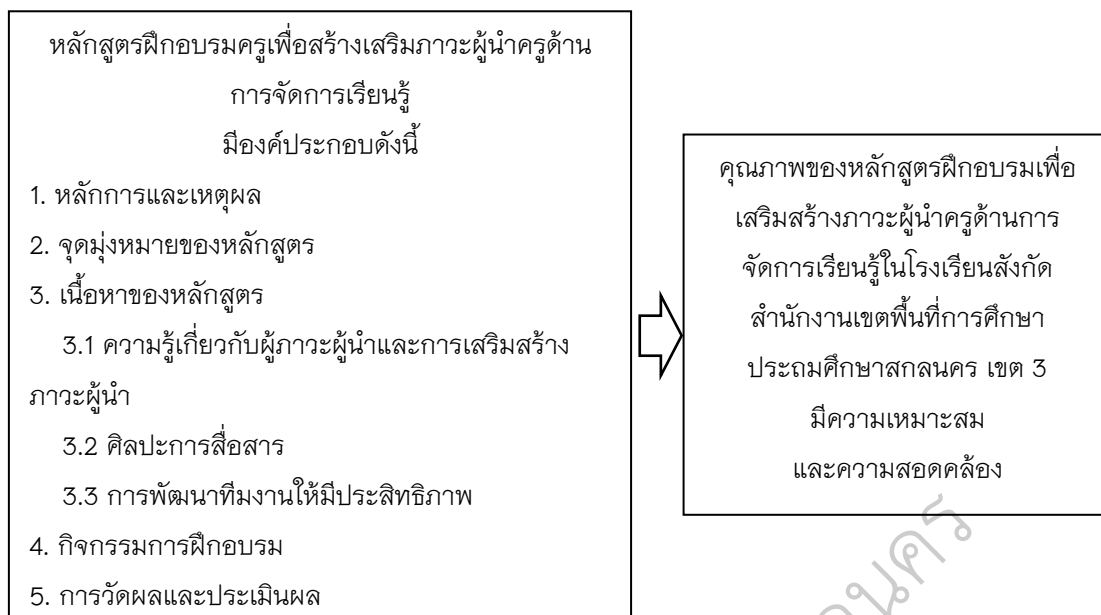 หลักสูตรฝึกอบรมครูเพื่อสร้างเสริมภาวะผู้นำครูด้าน
การจัดการเรียนรู้
มีองค์ประกอบดังนี้
1. หลักการและเหตุผล
2. จุดมุ่งหมายของหลักสูตร
3. เนื้อหาของหลักสูตร
3.1 ความรู้เกี่ยวกับผู้ภาวะผู้นำและการเสริมสร้าง
ภาวะผู้นำ
3.2 ศิลปะการสื่อสาร
3.3 การพัฒนาทีมงานให้มีประสิทธิภาพ
4. กิจกรรมการฝึกอบรม
5. การวัดผลและประเมินผล
คุณภาพของหลักสูตรฝึกอบรมเพื่อ
เสริมสร้างภาวะผู้นำครูด้านการ
จัดการเรียนรู้ในโรงเรียนสังกัด
สำนักงานเขตพื้นที่การศึกษา
ประถมศึกษาสกลนคร เขต 3
มีความเหมาะสม
และความสอดคล้อง